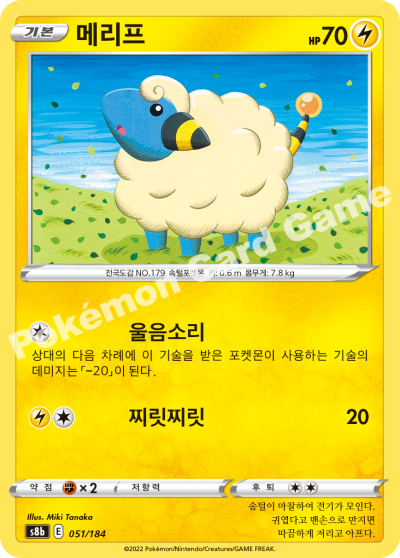 기본 메리프 HP 70
전국도감 NO.179 솜털포켓몬 키: 0.6 m 몸무게: 7.8 kg
울음소리
상대의 다음 차례에 이 기술을 받은 포켓몬이 사용하는 기술의
데미지는 「-20」이 된다.
찌릿찌릿 20
약점 ×2 저항력 후퇴
Illus. Miki Tanaka
s8b E 051/184
솜털이 마찰하여 전기가 모인다.
귀엽다고 맨손으로 만지면
따끔하게 저리고 아프다.
©2022 Pokémon/Nintendo/Creatures/GAME FREAK.
Pokémon Card Game